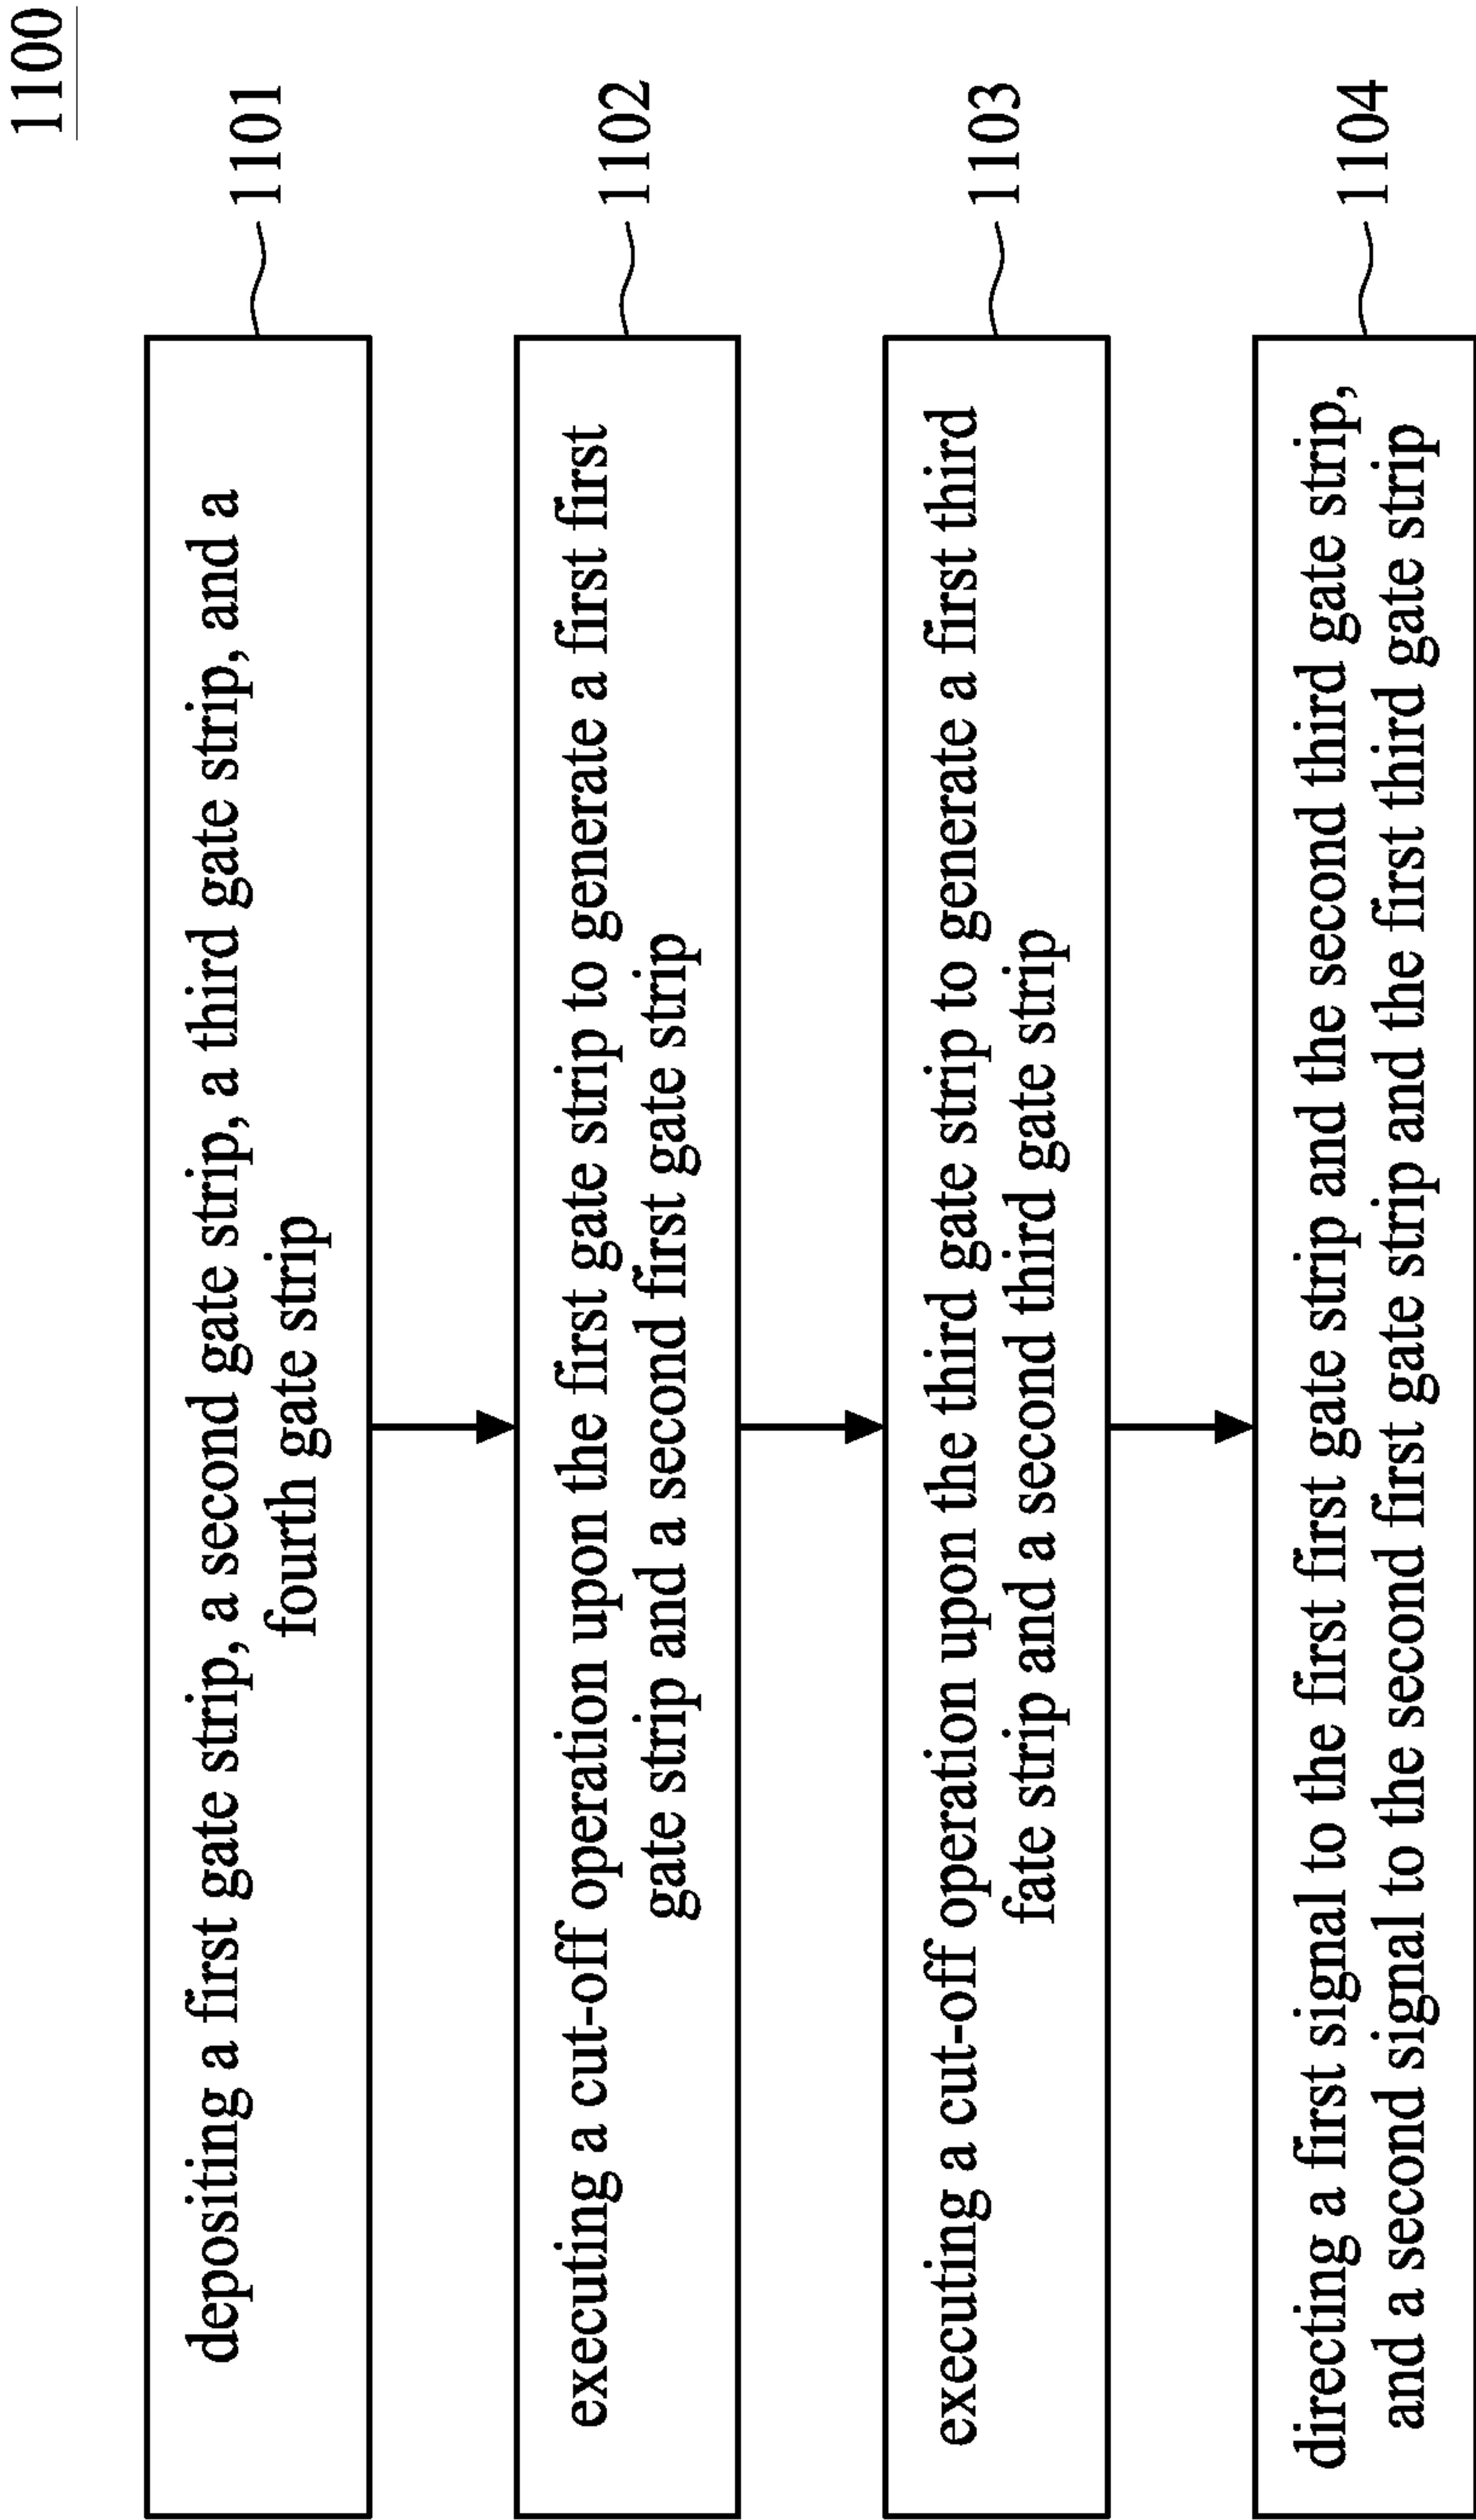 1100
depositing a first gate strip, a second gate strip, a third gate strip, and a
fourth gate strip
1101
executing a cut-off operation upon the first gate strip to generate a first first
gate strip and a second first gate strip
1102
executing a cut-off operation upon the third gate strip to generate a first third
fate strip and a second third gate strip
1103
directing a first signal to the first first gate strip and the second third gate strip,
and a second signal to the second first gate strip and the first third gate strip
1104